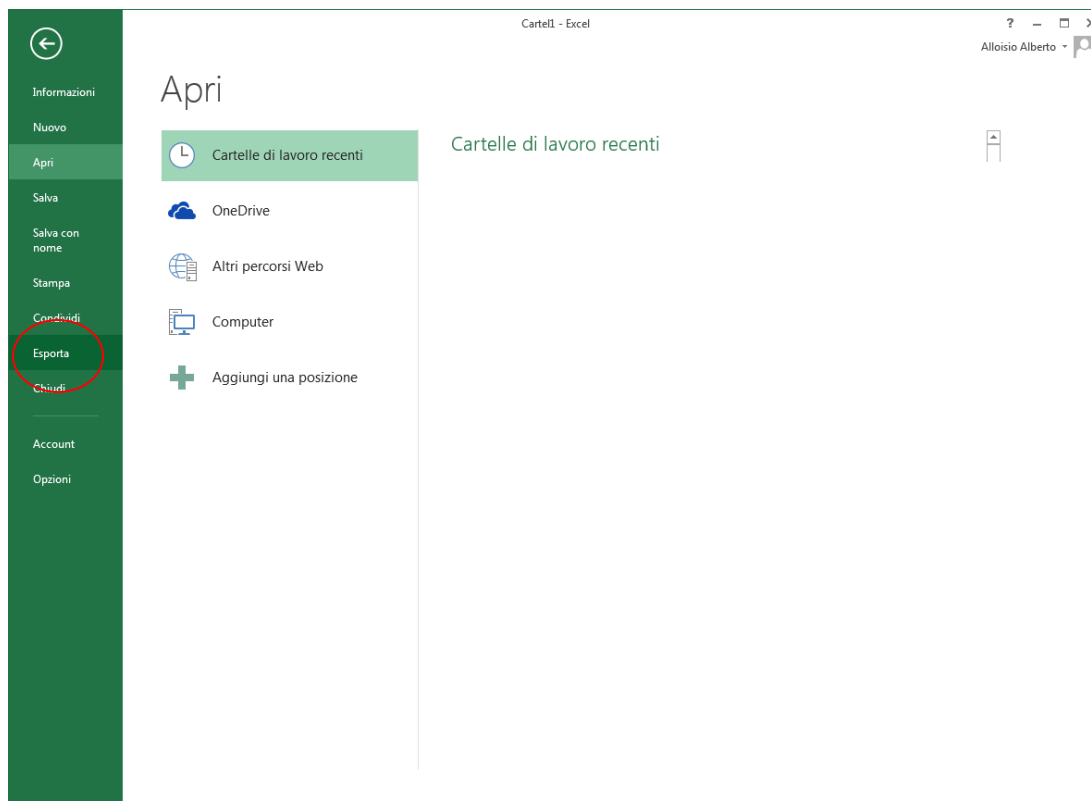 Cartel1 - Excel
?
Alloisio Alberto
Informazioni
Nuovo
Apri
Salva
Salva con
nome
Stampa
Condividi
Esporta
Chiudi
Account
Opzioni
Apri
Cartelle di lavoro recenti
OneDrive
Altri percorsi Web
Computer
Aggiungi una posizione
Cartelle di lavoro recenti